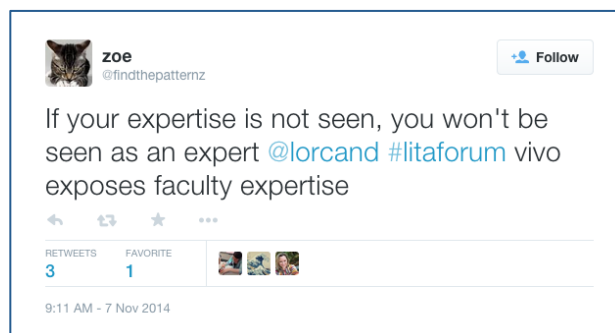 zoe
@findthepatternz
Follow
If your expertise is not seen, you won't be
seen as an expert @lorcand #litaforum vivo
exposes faculty expertise
RETWEETS FAVORITE
3 1
9:11 AM - 7 Nov 2014